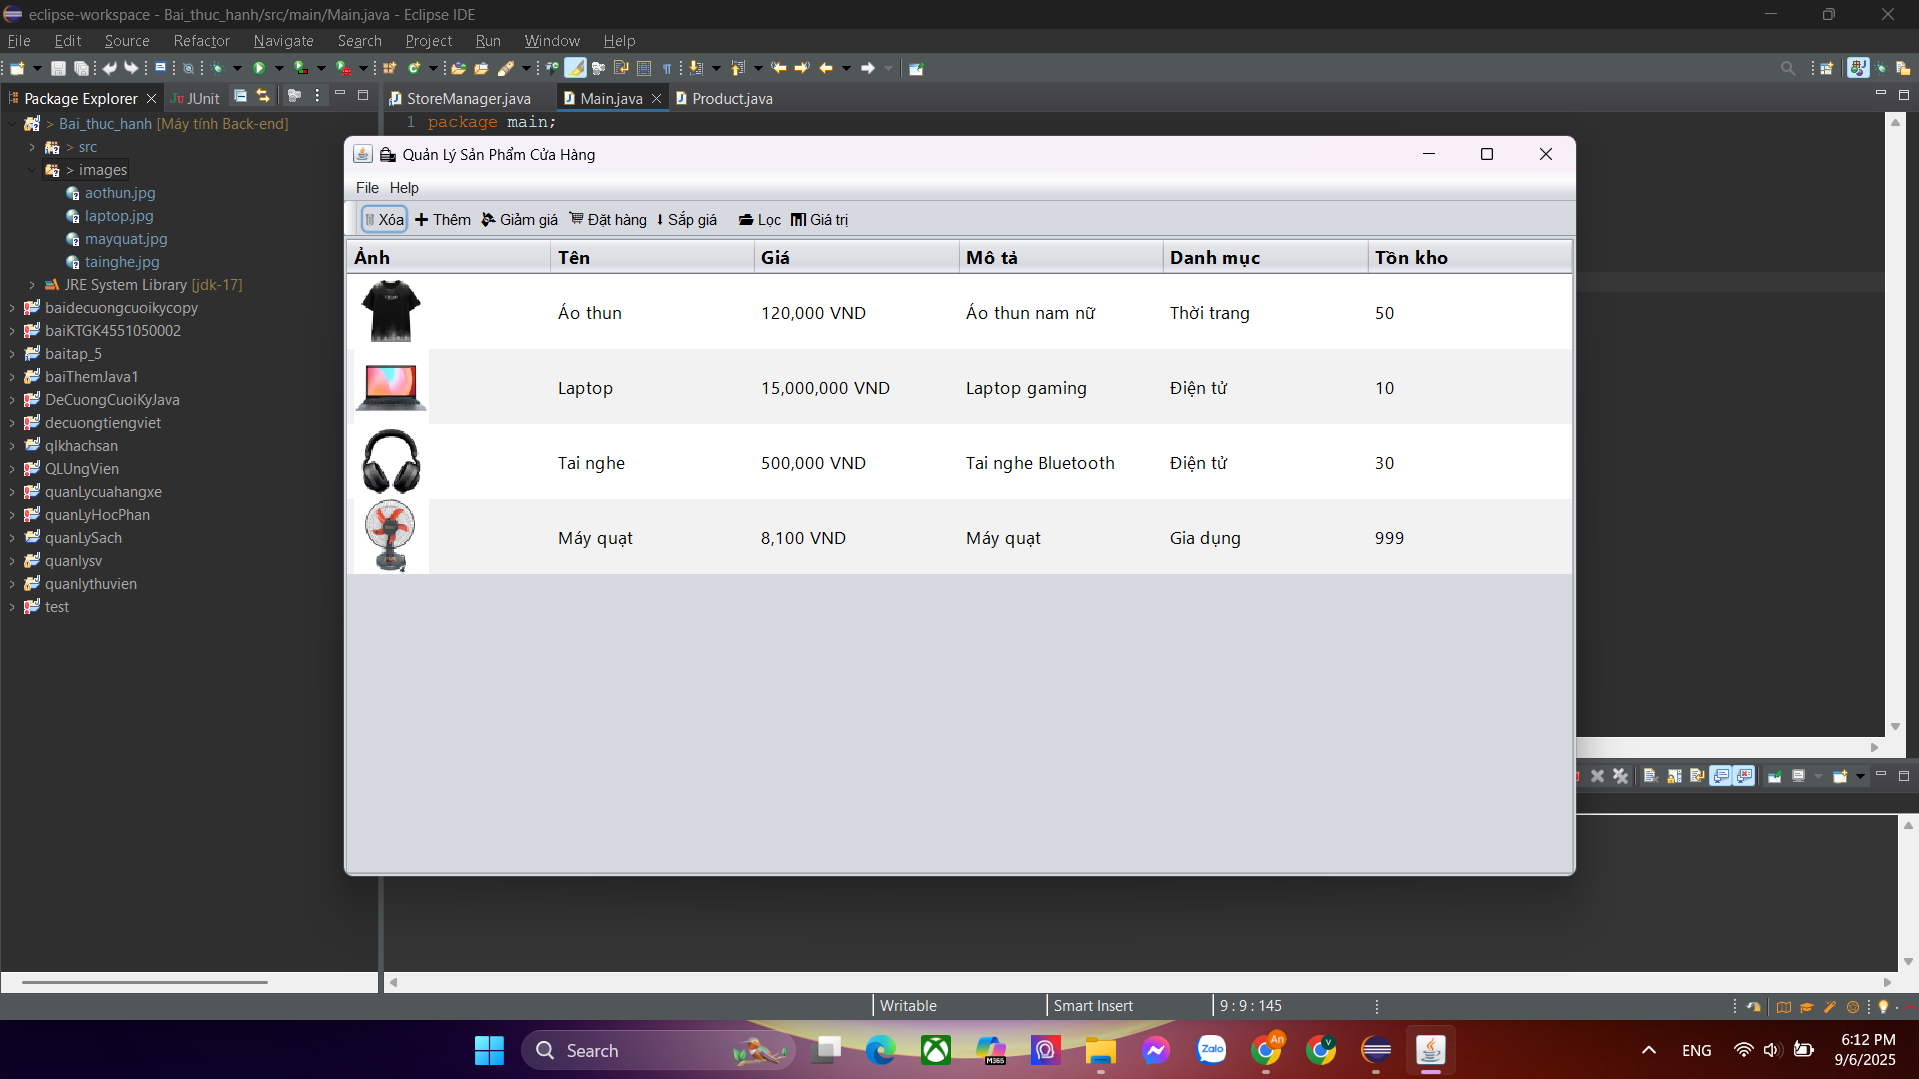 eclipse-workspace - Bai_thuc_hanh/src/main/Main.java - Eclipse IDE
File Edit Source Refactor Navigate Search Project Run Window Help
Package Explorer JUnit StoreManager.java Main.java Product.java
> Bai_thuc_hanh [Máy tính Back-end]
> src
> images
aothun.jpg
laptop.jpg
mayquat.jpg
tainghe.jpg
JRE System Library [jdk-17]
baidecuongcuoikycopy
baiKTGK4551050002
baitap_5
baiThemJava1
DeCuongCuoiKyJava
decuongtiengviet
qlkhachsan
QLUngVien
quanLycuahangxe
quanLyHocPhan
quanLySach
quanlysv
quanlythuvien
test
1 package main;
Quản Lý Sản Phẩm Cửa Hàng
File Help
Xóa Thêm Giảm giá Đặt hàng Sắp giá Lọc Giá trị
Ảnh Tên Giá Mô tả Danh mục Tồn kho
Áo thun 120,000 VND Áo thun nam nữ Thời trang 50
Laptop 15,000,000 VND Laptop gaming Điện tử 10
Tai nghe 500,000 VND Tai nghe Bluetooth Điện tử 30
Máy quạt 8,100 VND Máy quạt Gia dụng 999
Writable Smart Insert 9 : 9 : 145
Search M365 Zalo An V ENG 6:12 PM
9/6/2025